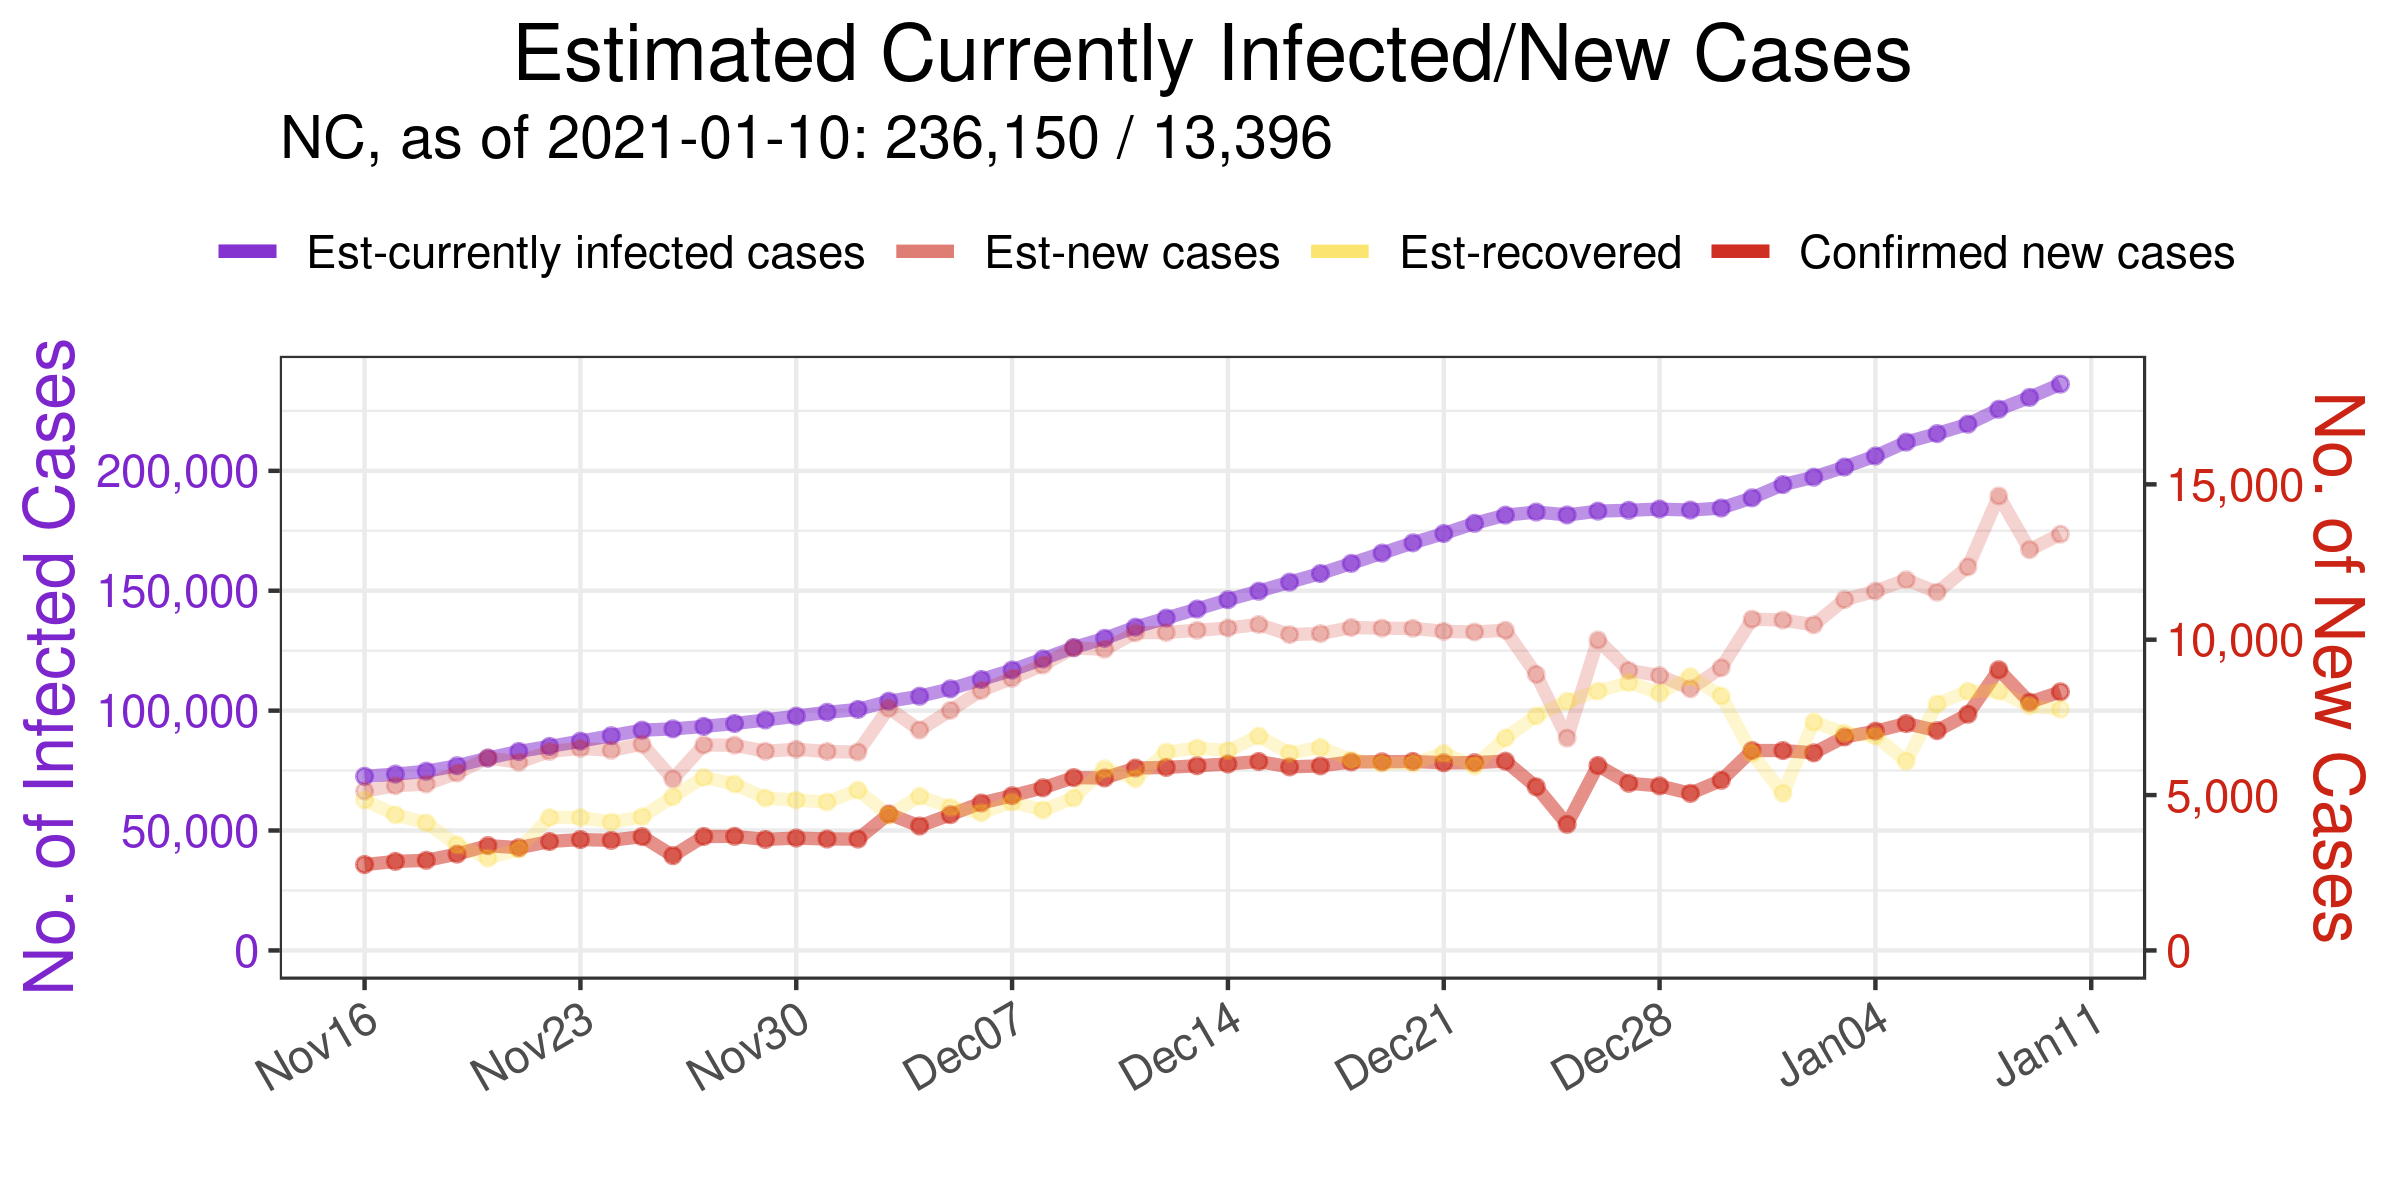 Estimated Currently Infected/New Cases
NC, as of 2021-01-10: 236,150 / 13,396
Est-currently infected cases Est-new cases Est-recovered Confirmed new cases
No. of Infected Cases
200,000
150,000
100,000
50,000
0
15,000
10,000
5,000
0
No. of New Cases
Nov16 Nov23 Nov30 Dec07 Dec14 Dec21 Dec28 Jan04 Jan11